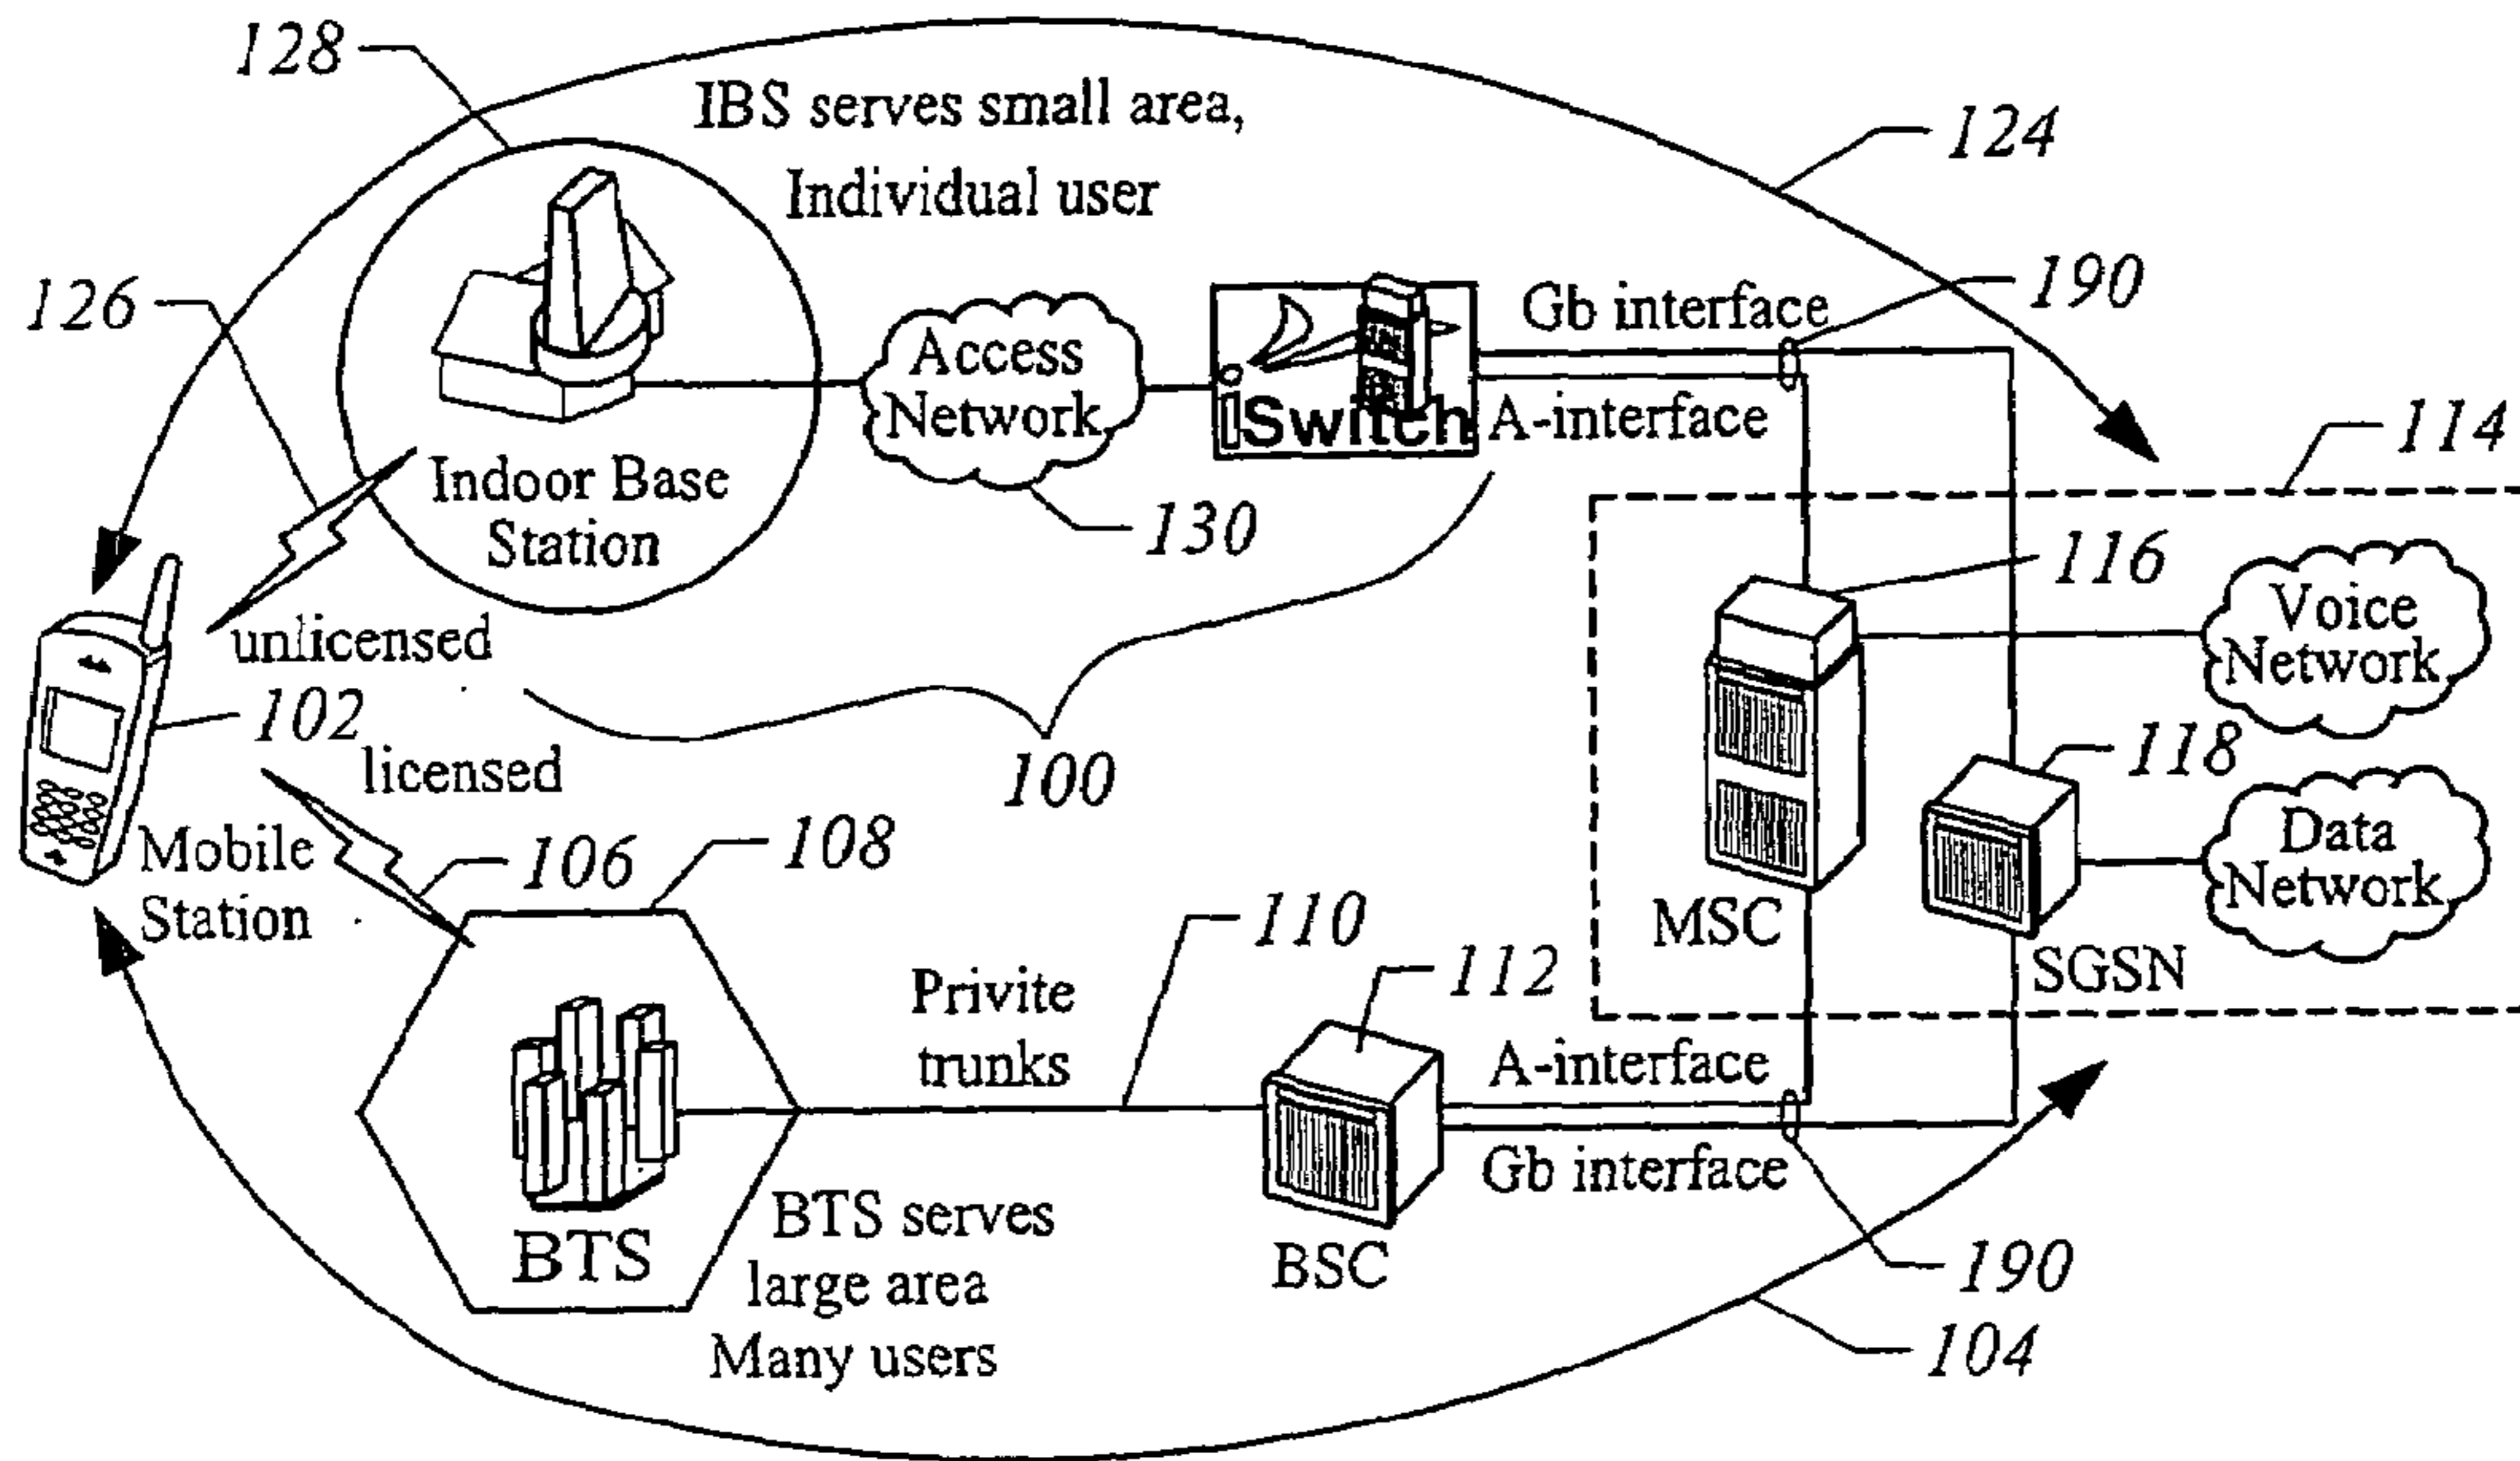 128
IBS serves small area,
Individual user
124
126
190
Gb interface
Access
Network
iSwitch
A-interface
114
Indoor Base
Station
130
116
unlicensed
Voice
Network
102
licensed
100
118
Mobile
Station
106
108
Data
Network
MSC
110
SGSN
112
Privite
trunks
A-interface
Gb interface
BTS
BTS serves
large area
Many users
BSC
190
104